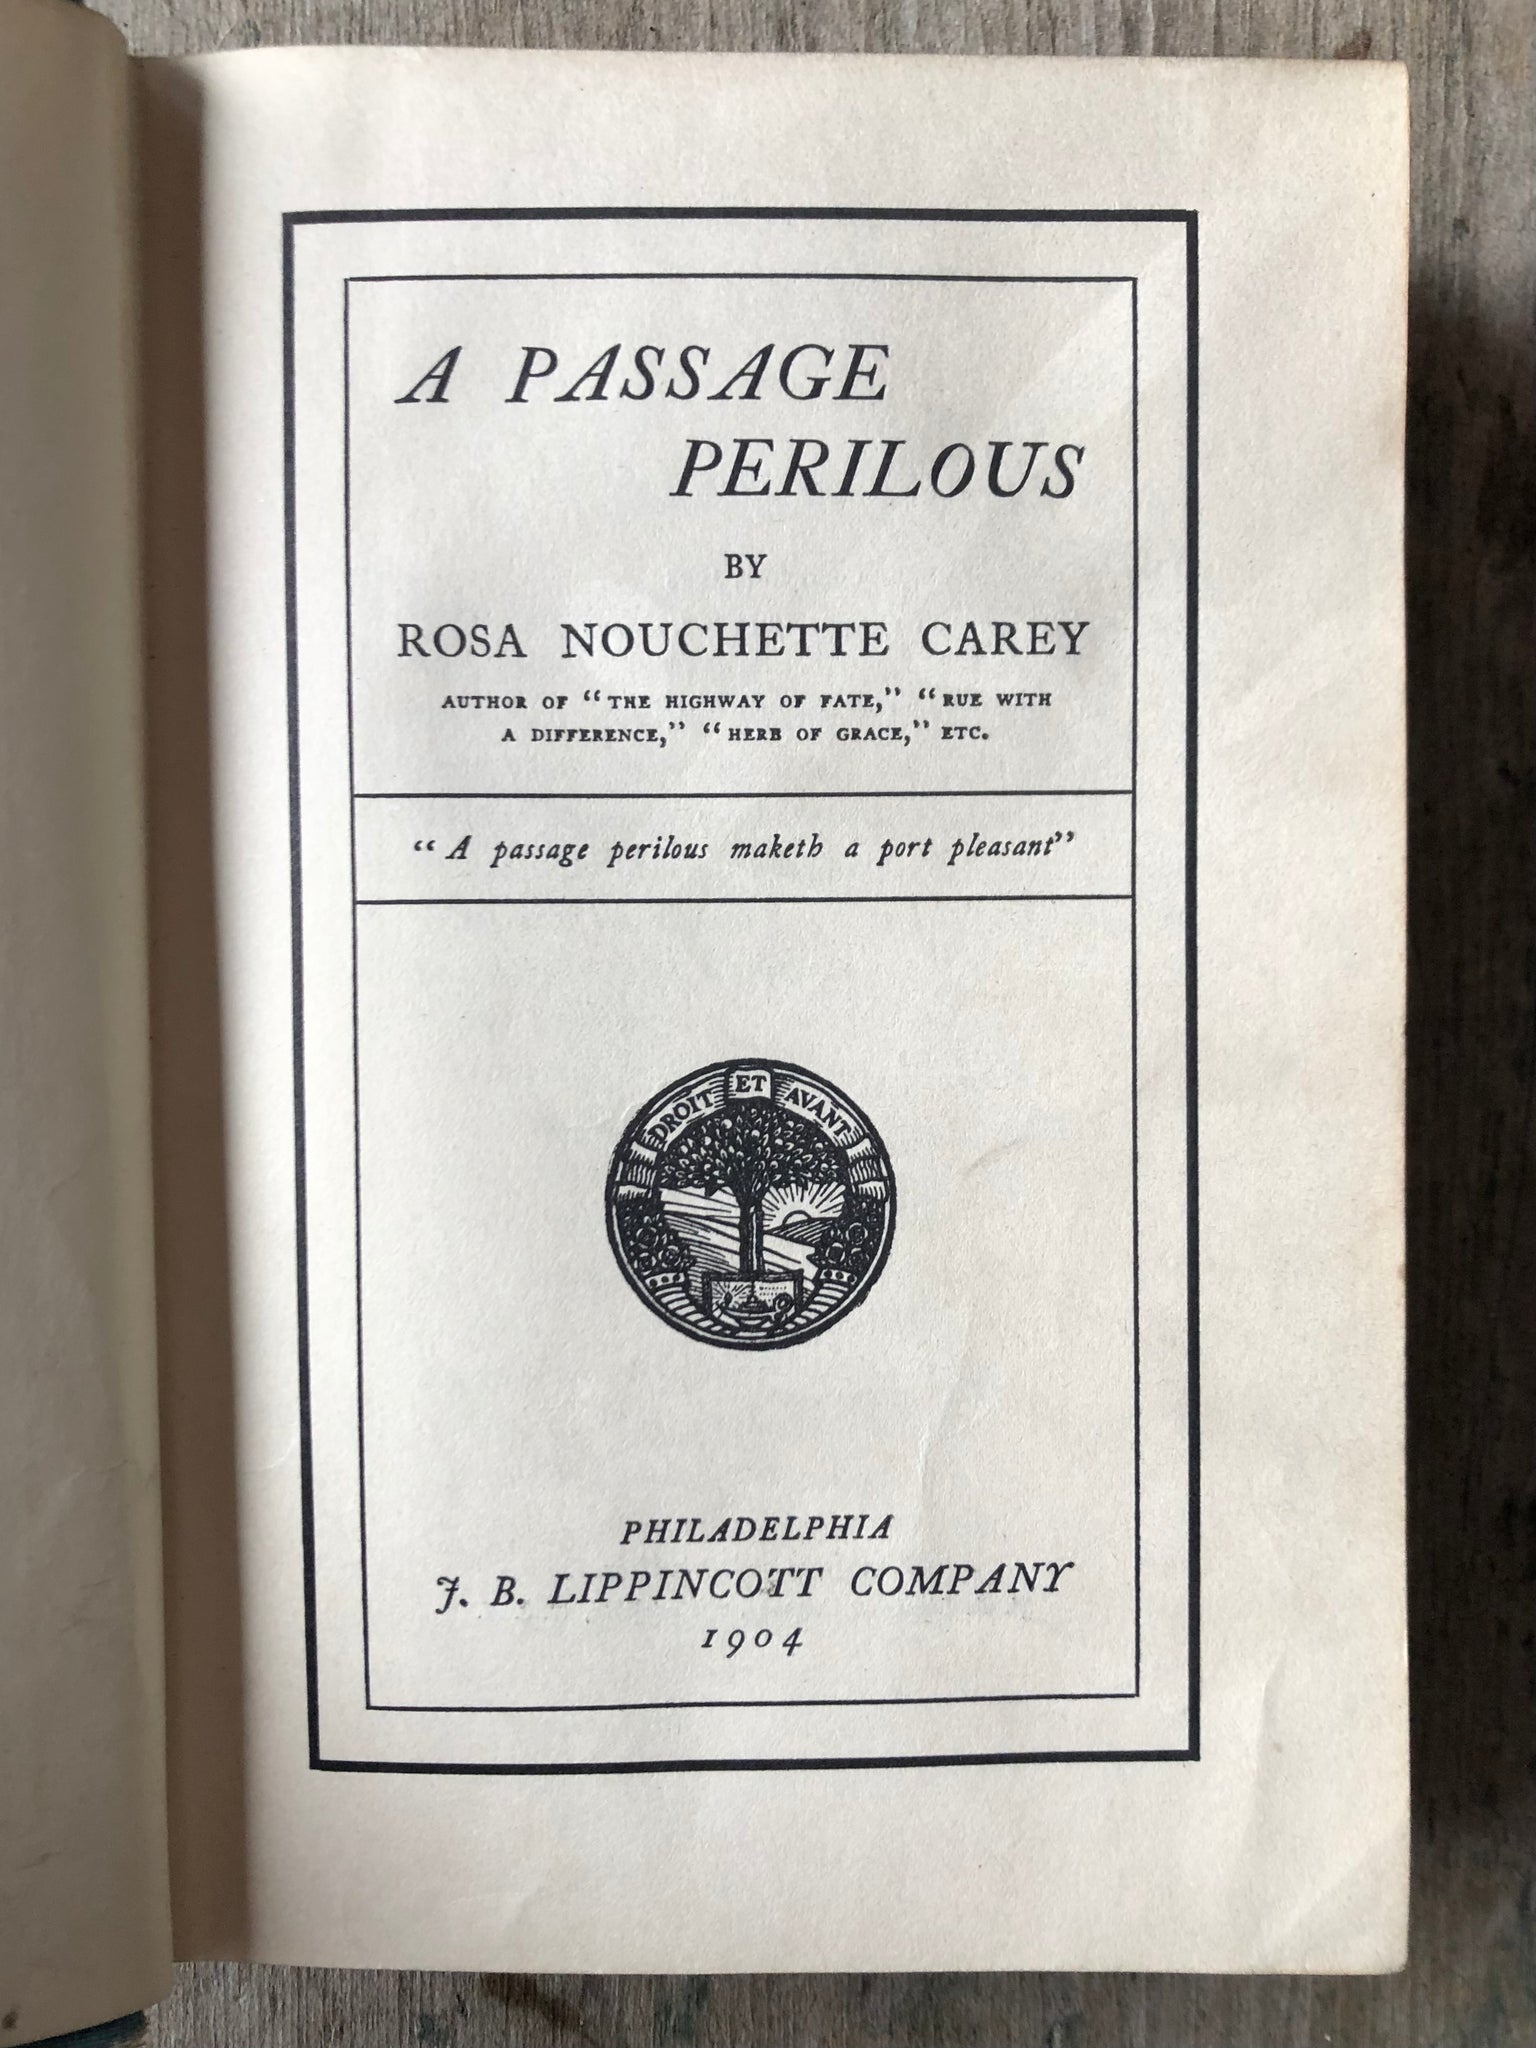 A PASSAGE
PERILOUS
BY
ROSA NOUCHETTE CAREY
AUTHOR OF “THE HIGHWAY OF FATE,” “RUE WITH
A DIFFERENCE,” “HERB OF GRACE,” ETC.
“A passage perilous maketh a port pleasant”
DROIT ET AVANT
PHILADELPHIA
J. B. LIPPINCOTT COMPANY
1904